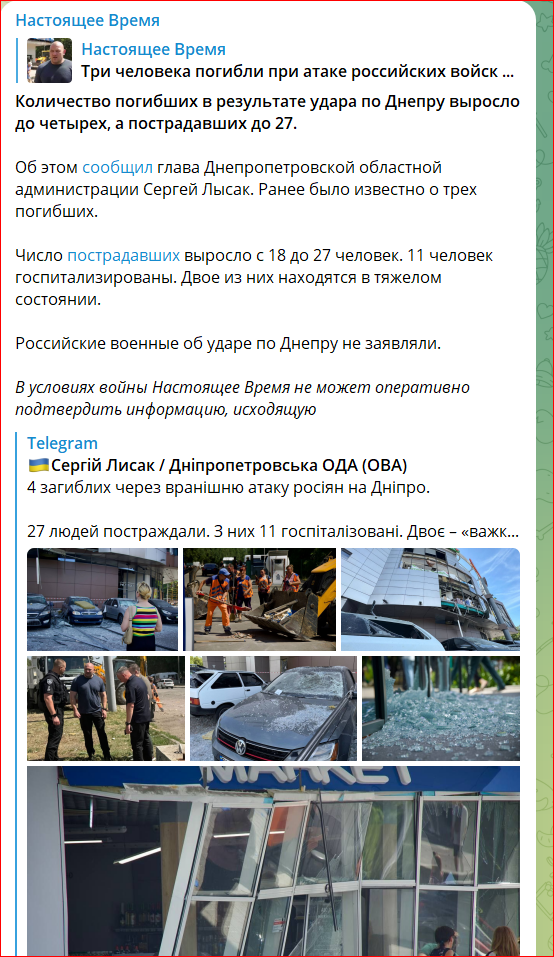 Настоящее Время
Настоящее Время
Три человека погибли при атаке российских войск ...
Количество погибших в результате удара по Днепру выросло
до четырех, а пострадавших до 27.
Об этом сообщил глава Днепропетровской областной
администрации Сергей Лысак. Ранее было известно о трех
погибших.
Число пострадавших выросло с 18 до 27 человек. 11 человек
госпитализированы. Двое из них находятся в тяжелом
состоянии.
Российские военные об ударе по Днепру не заявляли.
В условиях войны Настоящее Время не может оперативно
подтвердить информацию, исходящую
Telegram
🇺🇦Сергій Лисак / Дніпропетровська ОДА (ОВА)
4 загиблих через вранішню атаку росіян на Дніпро.
27 людей постраждали. З них 11 госпіталізовані. Двоє – «важк...
MARKET